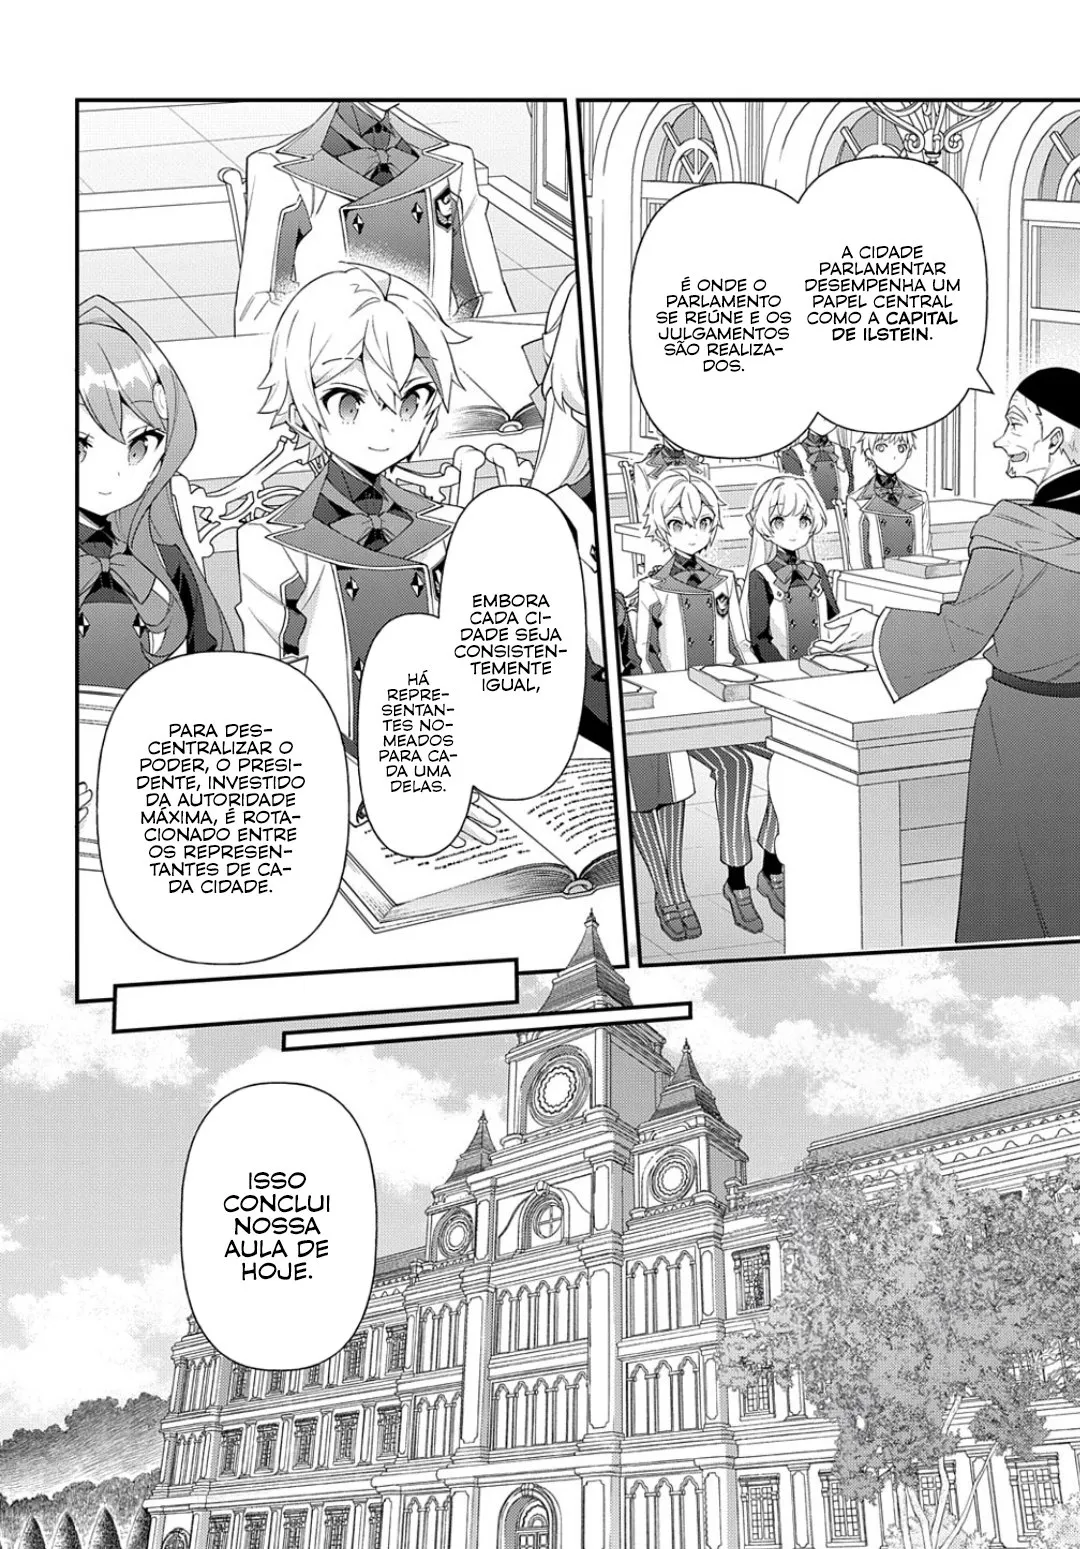 A CIDADE
PARLAMENTAR
DESEMPENHA UM
PAPEL CENTRAL
COMO A CAPITAL
DE ILSTEIN.
É ONDE O
PARLAMENTO
SE REÚNE E OS
JULGAMENTOS
SÃO REALIZA-
DOS.
EMBORA
CADA CI-
DADE SEJA
CONSISTEN-
TEMENTE
IGUAL,
HÁ
REPRE-
SENTAN-
TES NO-
MEADOS
PARA CA-
DA UMA
DELAS.
PARA DES-
CENTRALIZAR O
PODER, O PRESI-
DENTE, INVESTIDO
DA AUTORIDADE
MÁXIMA, É ROTA-
CIONADO ENTRE
OS REPRESEN-
TANTES DE CA-
DA CIDADE.
ISSO
CONCLUI
NOSSA
AULA DE
HOJE.